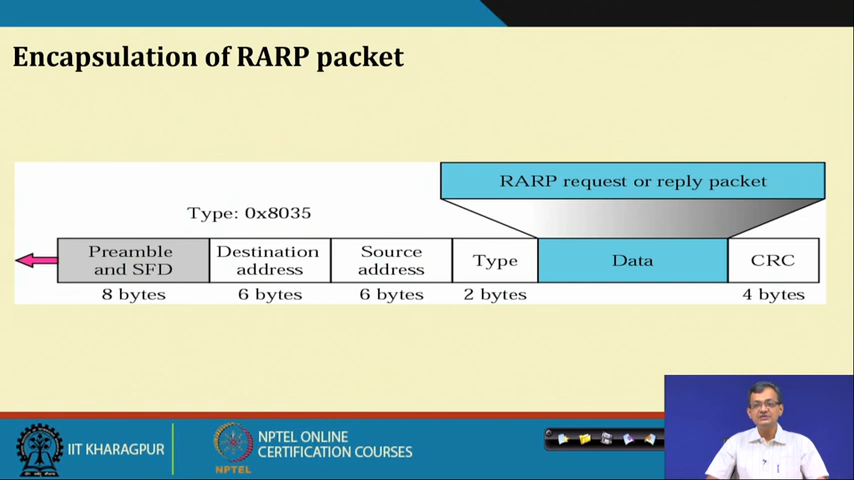 Encapsulation of RARP packet
RARP request or reply packet
Type: 0x8035
Preamble
and SFD
Destination
address
Source
address
Type
Data
CRC
8 bytes
6 bytes
6 bytes
2 bytes
4 bytes
IIT KHARAGPUR
NPTEL
NPTEL ONLINE
CERTIFICATION COURSES